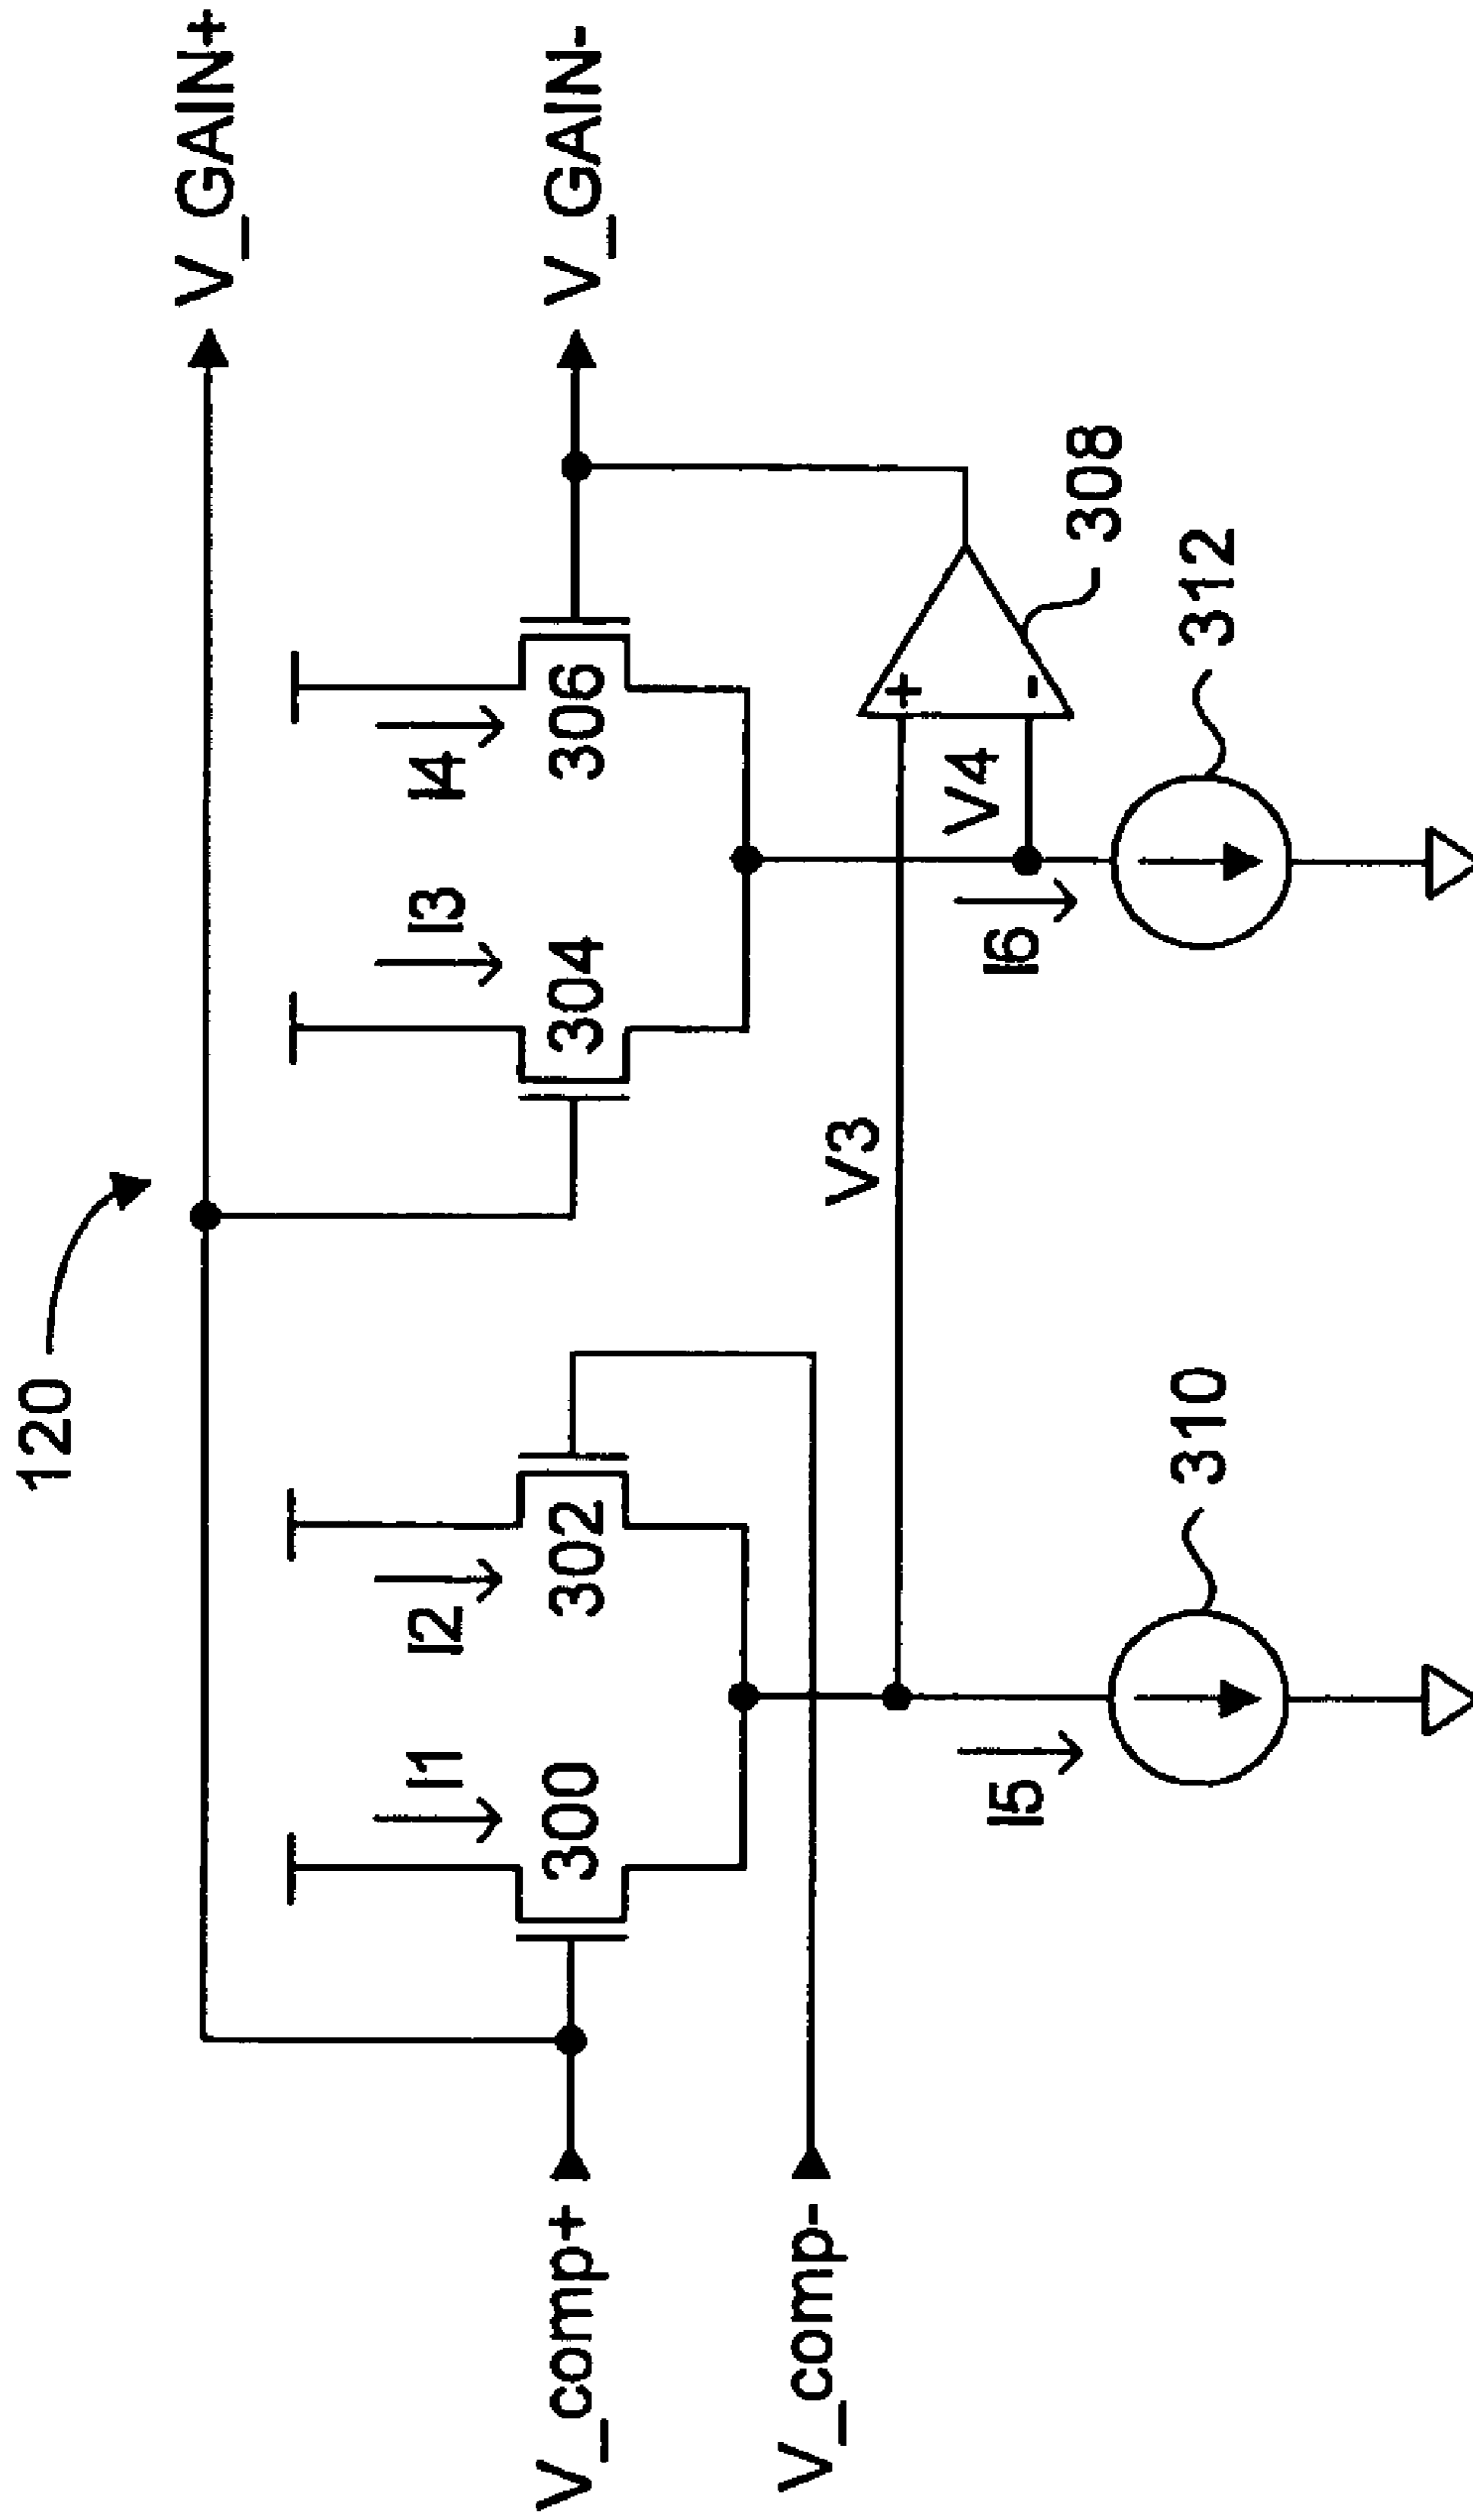 120
V_GAIN+
V_GAIN-
I1
I2
I3
I4
300
302
304
306
V_comp+
V_comp-
V3
V4
I5
I6
308
310
312
+
-